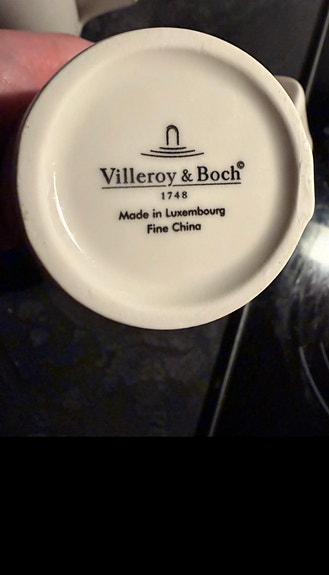 Villeroy & Boch©
1748
Made in Luxembourg
Fine China